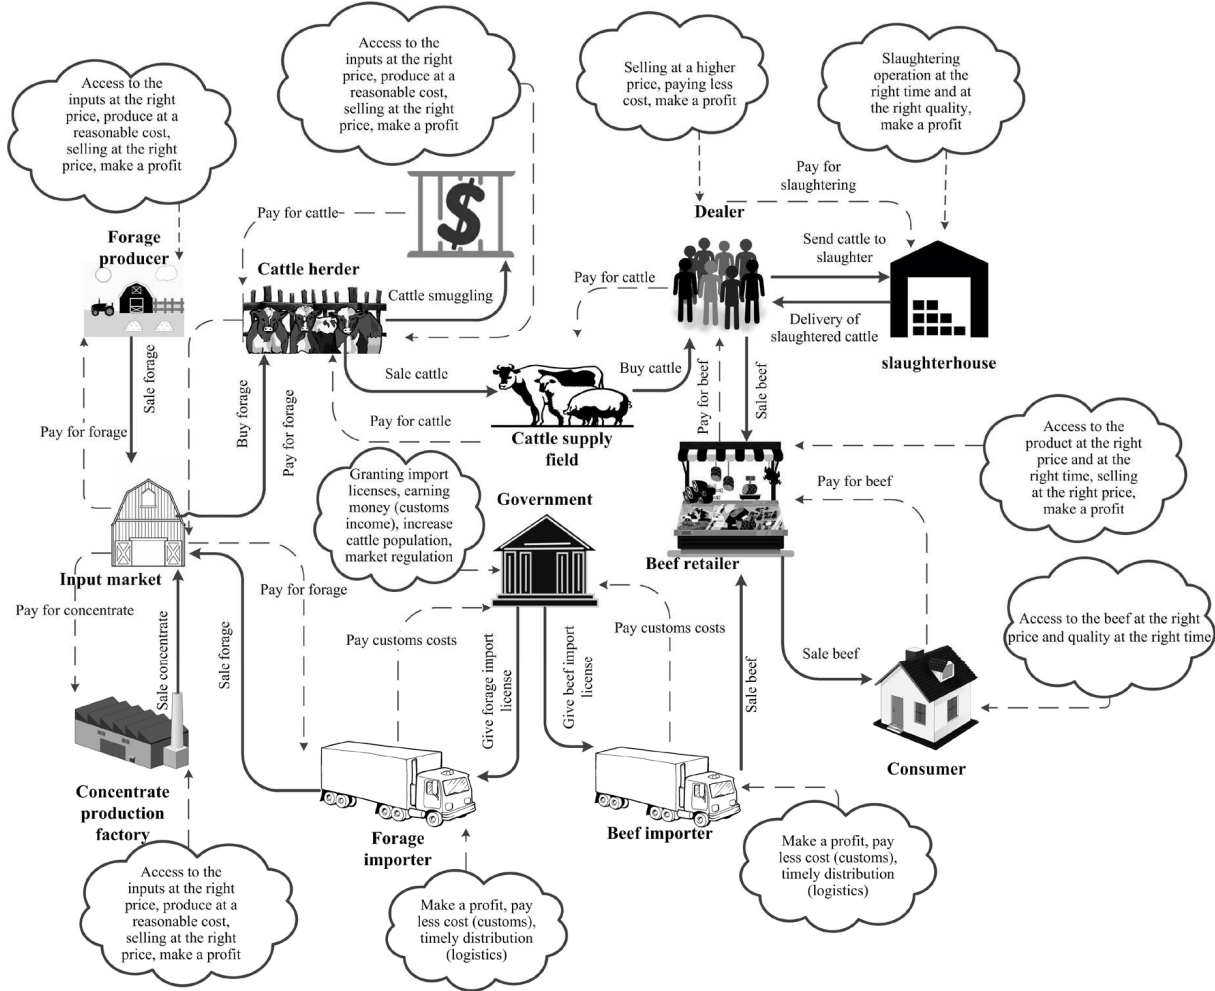 Access to the
inputs at the right
price, produce at a
reasonable cost,
selling at the right
price, make a profit
Access to the
inputs at the right
price, produce at a
reasonable cost,
selling at the right
price, make a profit
Selling at a higher
price, paying less
cost, make a profit
Slaughtering
operation at the
right time and at
the right quality,
make a profit
Pay for
slaughtering
Dealer
Pay for cattle
$
Forage
producer
Cattle herder
Cattle smuggling
Pay for cattle
Send cattle to
slaughter
Delivery of
slaughtered cattle
slaughterhouse
Sale forage
Sale cattle
Buy cattle
Pay for beef
Sale beef
Pay for forage
Buy forage
Pay for forage
Pay for cattle
Cattle supply
field
Access to the
product at the right
price and at the
right time, selling
at the right price,
make a profit
Granting import
licenses, earning
money (customs
income), increase
cattle population,
market regulation
Government
Pay for beef
Beef retailer
Input market
Pay for concentrate
Pay for forage
Sale concentrate
Sale forage
Pay customs costs
Give forage import
license
Give beef import
license
Pay customs costs
Sale beef
Sale beef
Access to the beef at the right
price and quality at the right time
Consumer
Concentrate
production
factory
Forage
importer
Beef importer
Access to the
inputs at the right
price, produce at a
reasonable cost,
selling at the right
price, make a profit
Make a profit, pay
less cost (customs),
timely distribution
(logistics)
Make a profit, pay
less cost (customs),
timely distribution
(logistics)